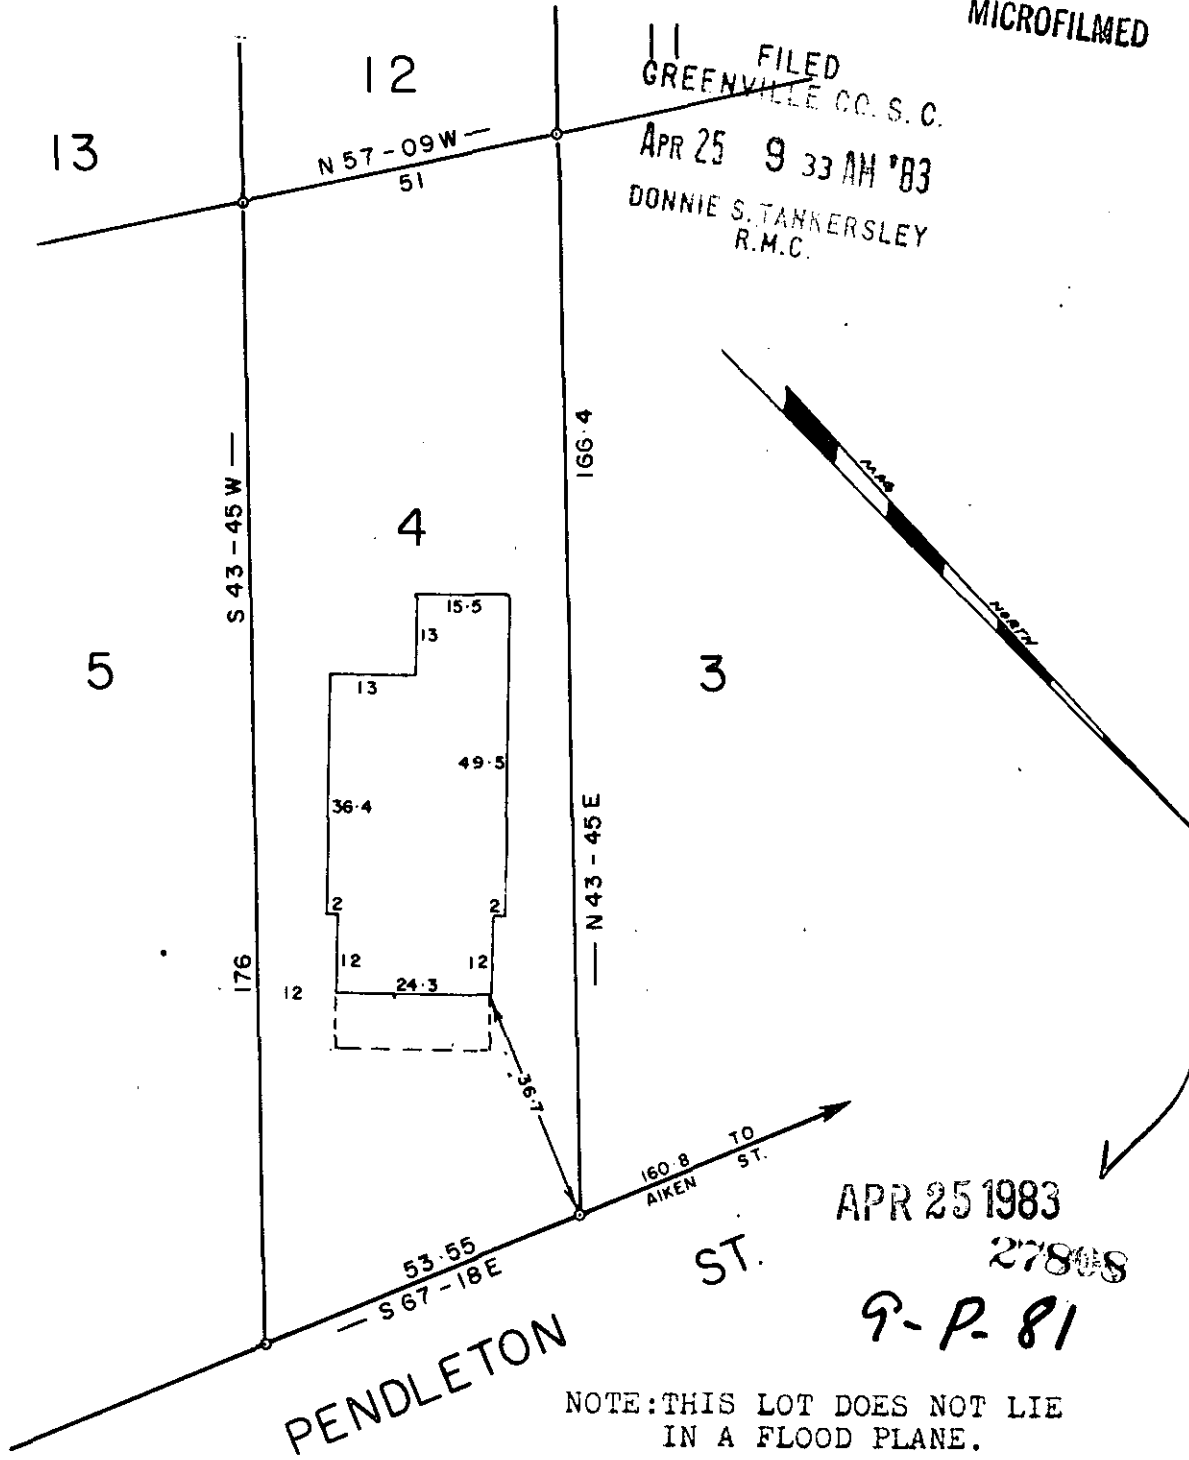 MICROFILMED
11
12
13
FILED
GREENVILLE CO. S. C.
APR 25 9 33 AM '83
DONNIE S. TANKERSLEY
R.M.C.
N 57-09 W
51
166.4
S 43-45 W
4
MAG
NORTH
15.5
13
13
5
3
49.5
36.4
N 43-45 E
2
2
12
12
176
12
24.3
36.7
160.8 TO
AIKEN ST.
53.55
S 67-18 E
PENDLETON ST.
APR 25 1983
9-P-81
NOTE:THIS LOT DOES NOT LIE
IN A FLOOD PLANE.